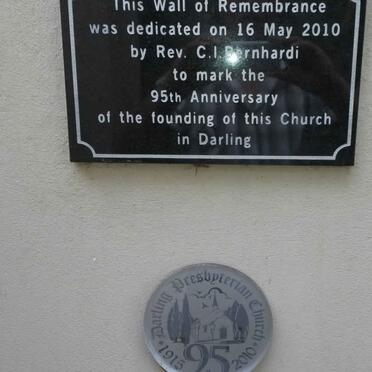 This Wall of Remembrance
was dedicated on 16 May 2010
by Rev. C.I. Bernhardi
to mark the
95th Anniversary
of the founding of this Church
in Darling
Darling Presbyterian Church
1915 95 2010